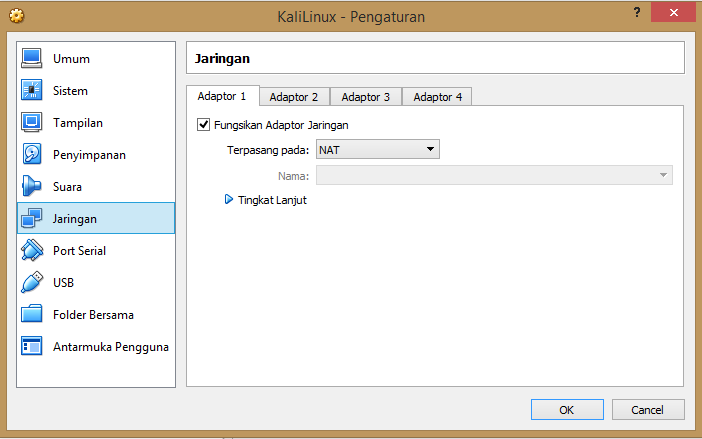 KaliLinux - Pengaturan
?
Umum
Sistem
Tampilan
Penyimpanan
Suara
Jaringan
Port Serial
USB
Folder Bersama
Antarmuka Pengguna
Jaringan
Adaptor 1 Adaptor 2 Adaptor 3 Adaptor 4
Fungsikan Adaptor Jaringan
Terpasang pada: NAT
Nama:
Tingkat Lanjut
OK Cancel